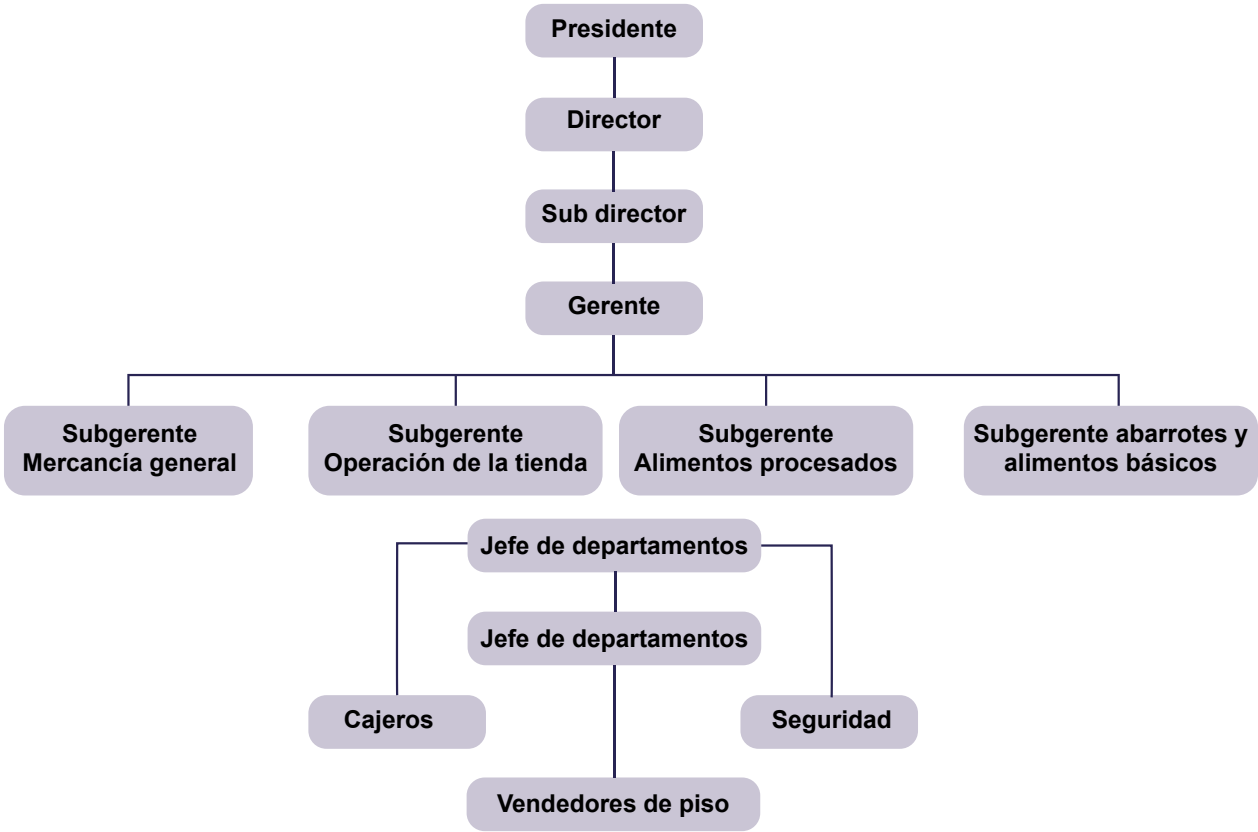 Presidente
Director
Sub director
Gerente
Subgerente
Mercancía general
Subgerente
Operación de la tienda
Subgerente
Alimentos procesados
Subgerente abarrotes y
alimentos básicos
Jefe de departamentos
Jefe de departamentos
Cajeros
Seguridad
Vendedores de piso